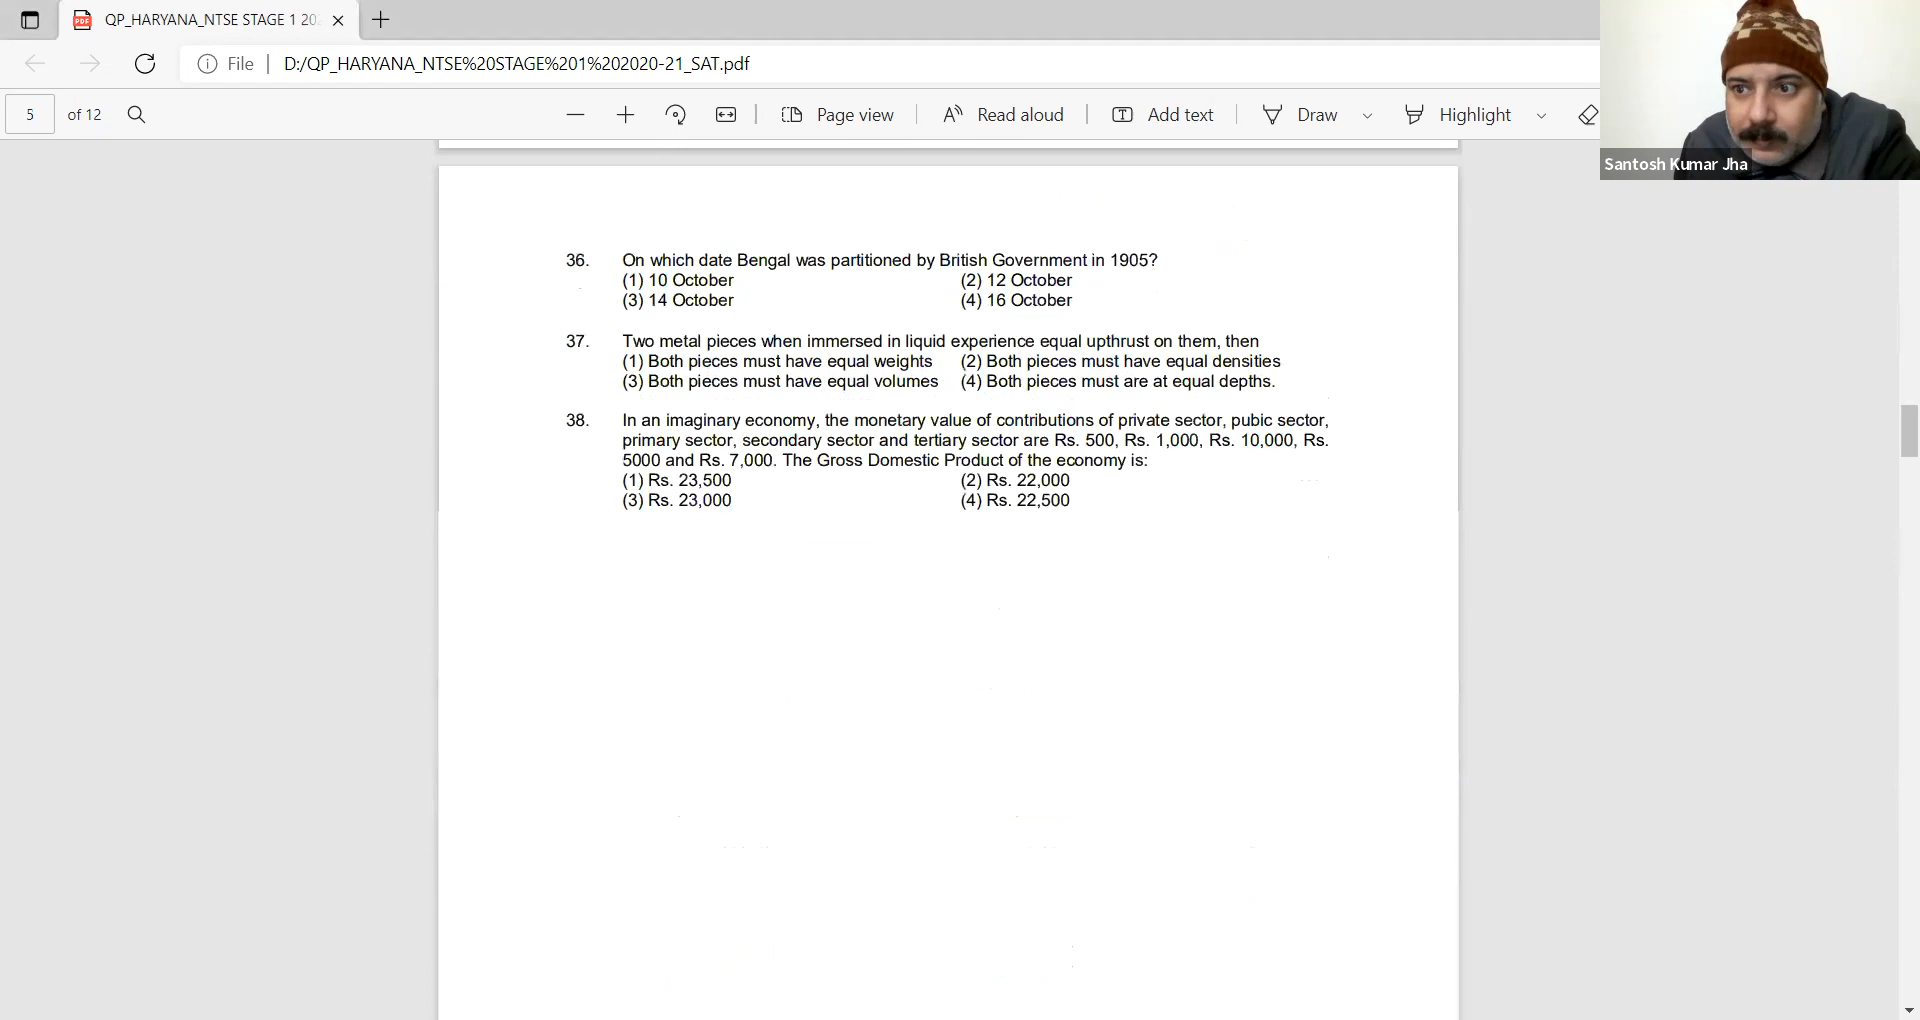 QP_HARYANA_NTSE STAGE 1 20
File
D:/QP_HARYANA_NTSE%20STAGE%201%202020-21_SAT.pdf
5 of 12
Page view
Read aloud
Add text
Draw
Highlight
Santosh Kumar Jha
36. On which date Bengal was partitioned by British Government in 1905?
(1) 10 October (2) 12 October
(3) 14 October (4) 16 October
37. Two metal pieces when immersed in liquid experience equal upthrust on them, then
(1) Both pieces must have equal weights (2) Both pieces must have equal densities
(3) Both pieces must have equal volumes (4) Both pieces must are at equal depths.
38. In an imaginary economy, the monetary value of contributions of private sector, pubic sector,
primary sector, secondary sector and tertiary sector are Rs. 500, Rs. 1,000, Rs. 10,000, Rs.
5000 and Rs. 7,000. The Gross Domestic Product of the economy is:
(1) Rs. 23,500 (2) Rs. 22,000
(3) Rs. 23,000 (4) Rs. 22,500